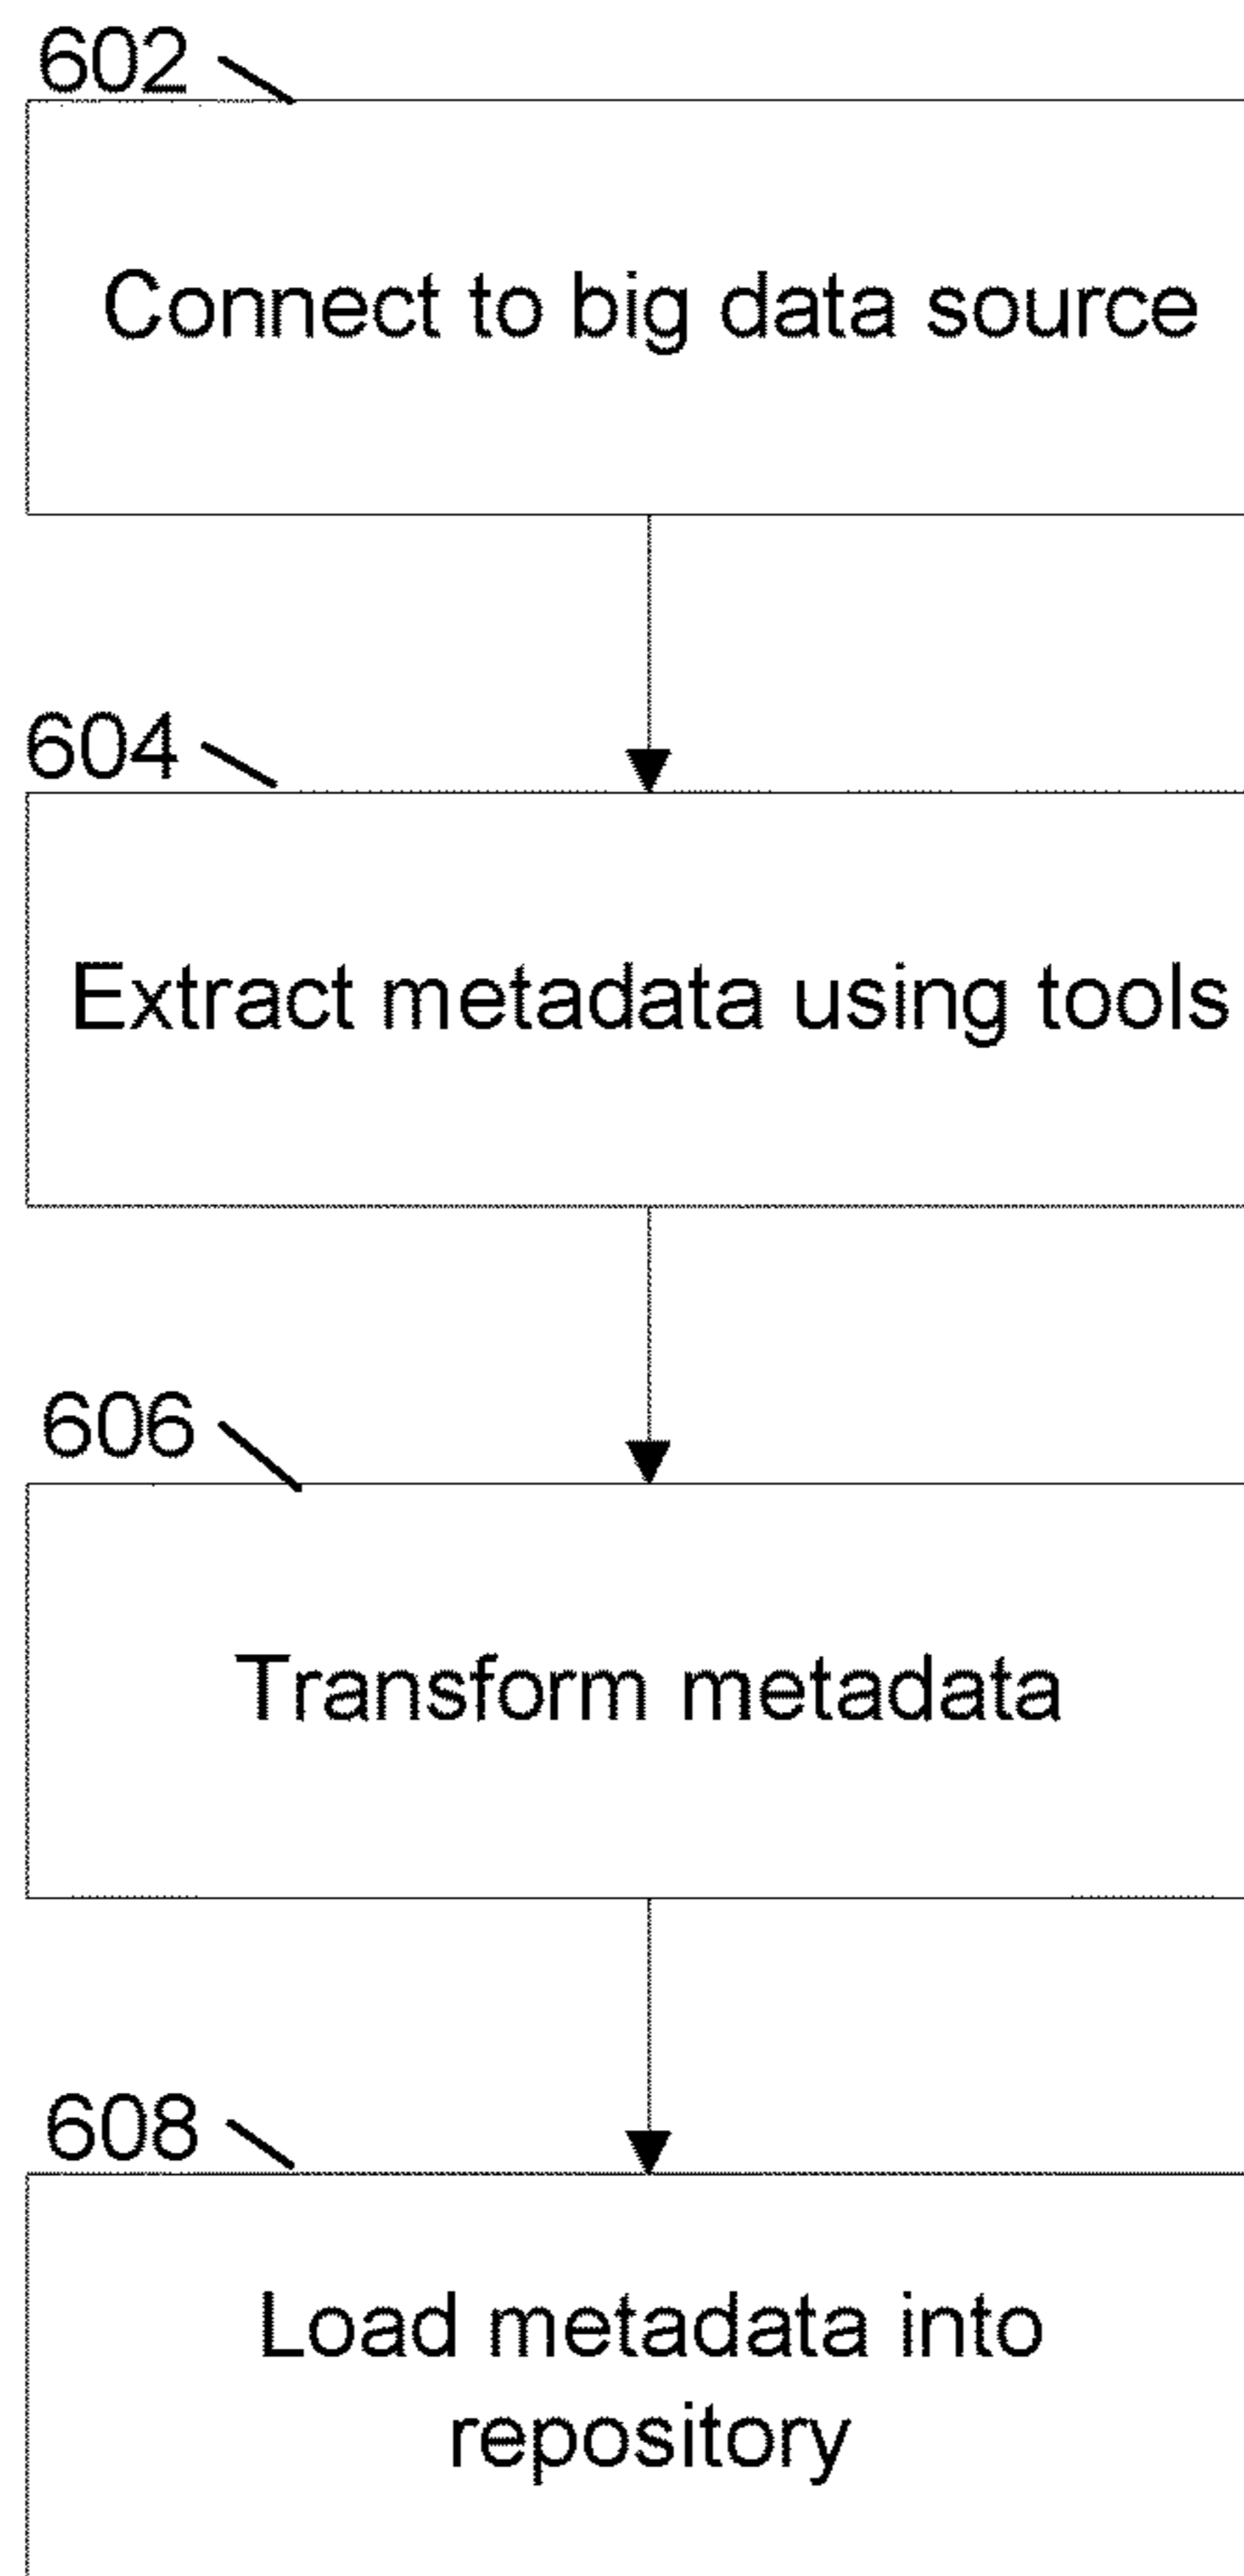 602
Connect to big data source
604
Extract metadata using tools
606
Transform metadata
608
Load metadata into
repository